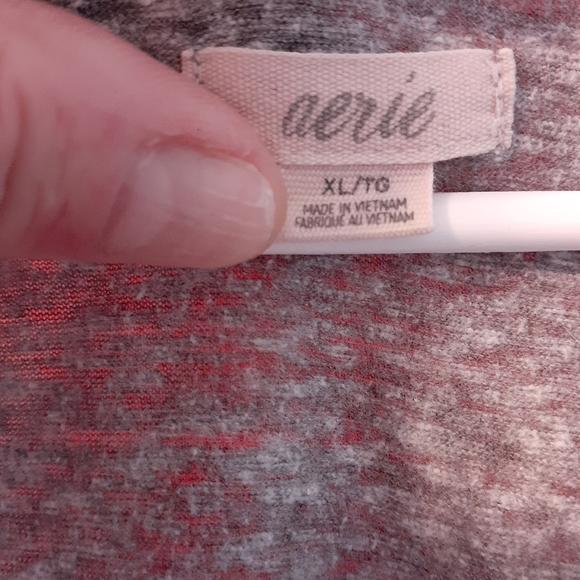 aerie
XL/TG
MADE IN VIETNAM
FABRIQUÉ AU VIETNAM